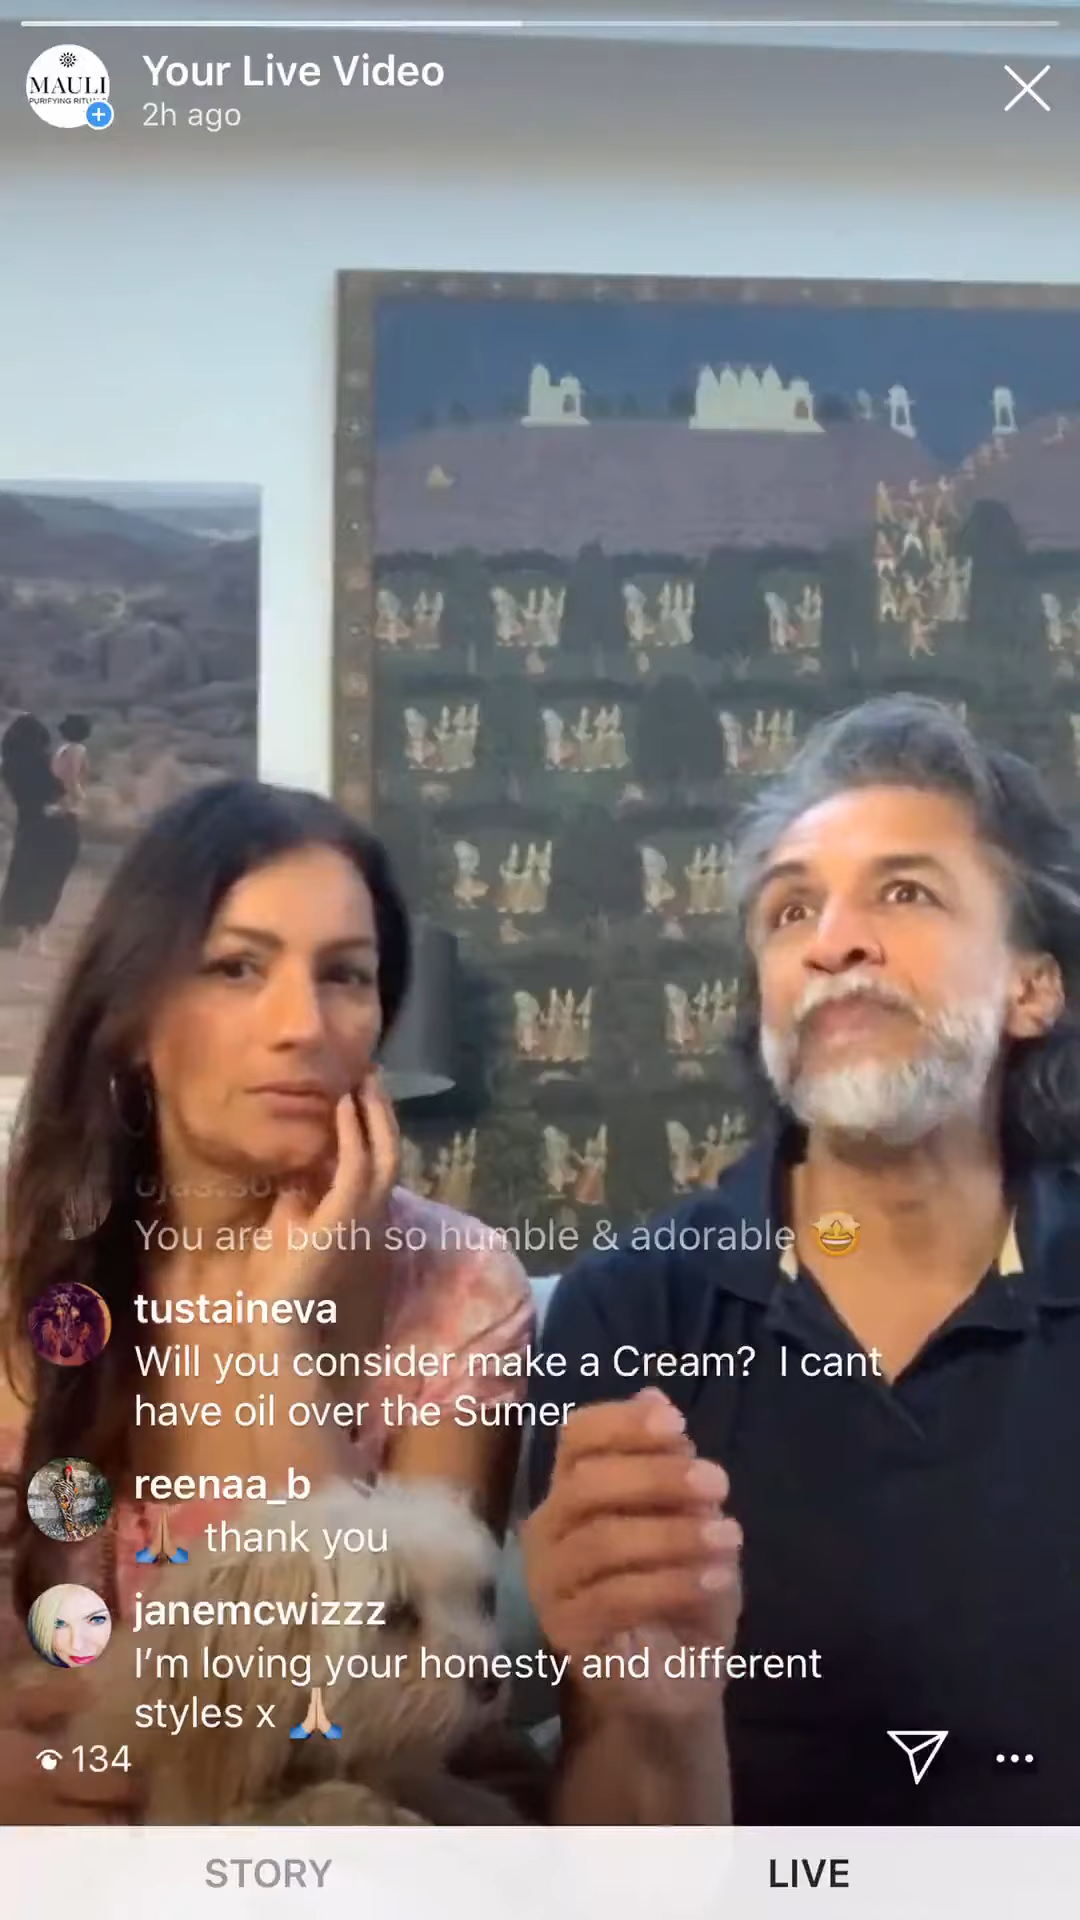 MAULI
Your Live Video
2h ago
You are both so humble & adorable 🤩
tustaineva
Will you consider make a Cream?  I cant
have oil over the Sumer
reenaa_b
🙏🏽 thank you
janemcwizzz
I’m loving your honesty and different
styles x 🙏🏼
134
STORY
LIVE